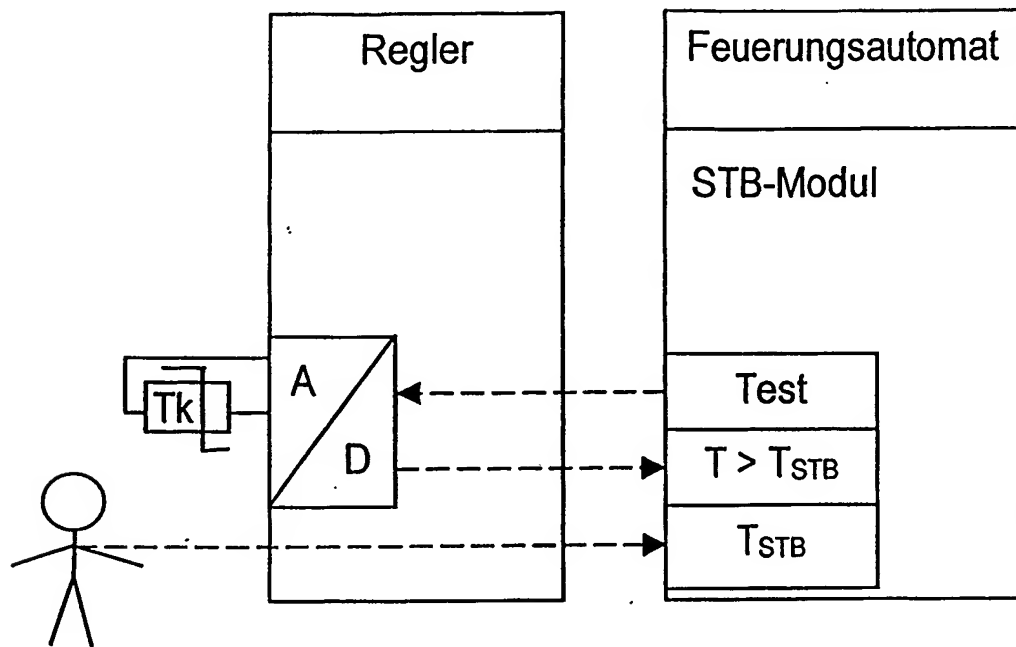 Regler
Feuerungsautomat
STB-Modul
A
D
Tk
Test
T > TSTB
TSTB